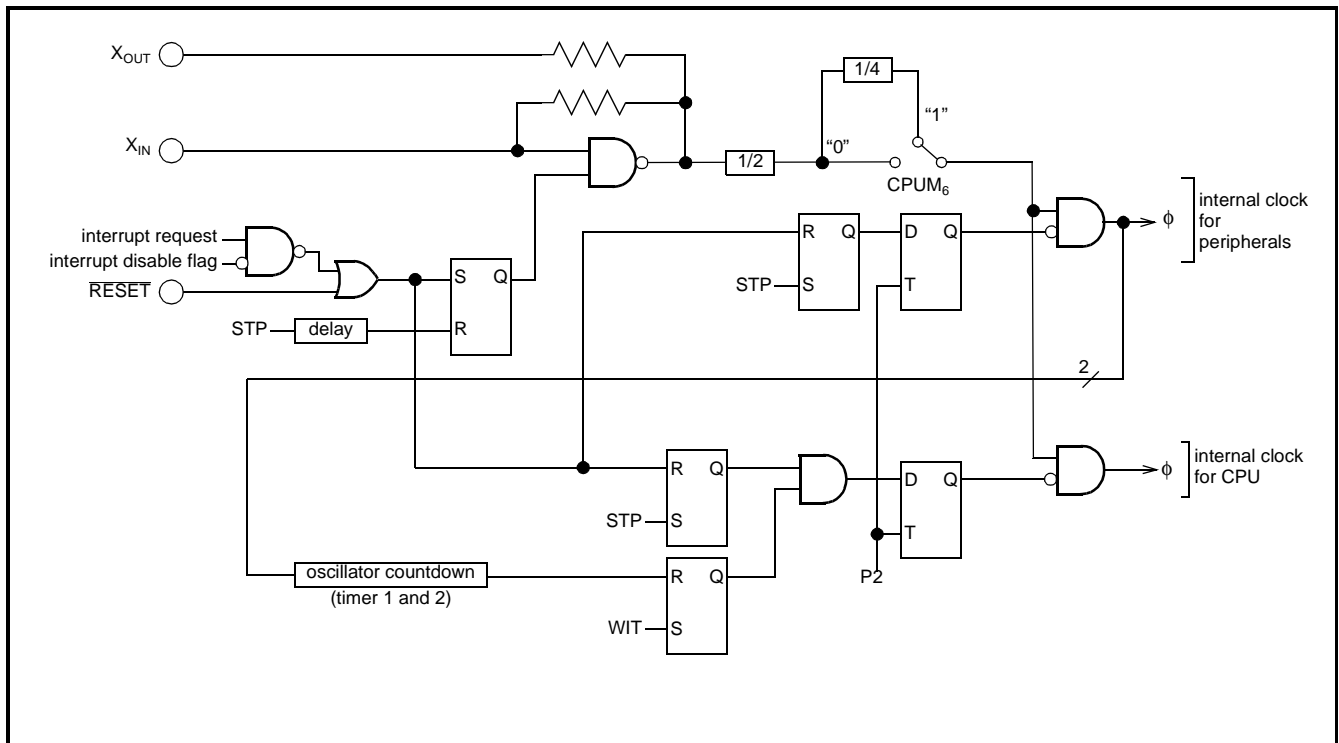 XOUT
1/4
"1"
XIN
"0"
1/2
CPUM6
interrupt request
interrupt disable flag
RESET
S Q
R
STP
delay
R Q
STP
S
D Q
T
ϕ
internal clock
for
peripherals
2
R Q
STP
S
D Q
T
P2
ϕ
internal clock
for CPU
oscillator countdown
(timer 1 and 2)
R Q
WIT
S